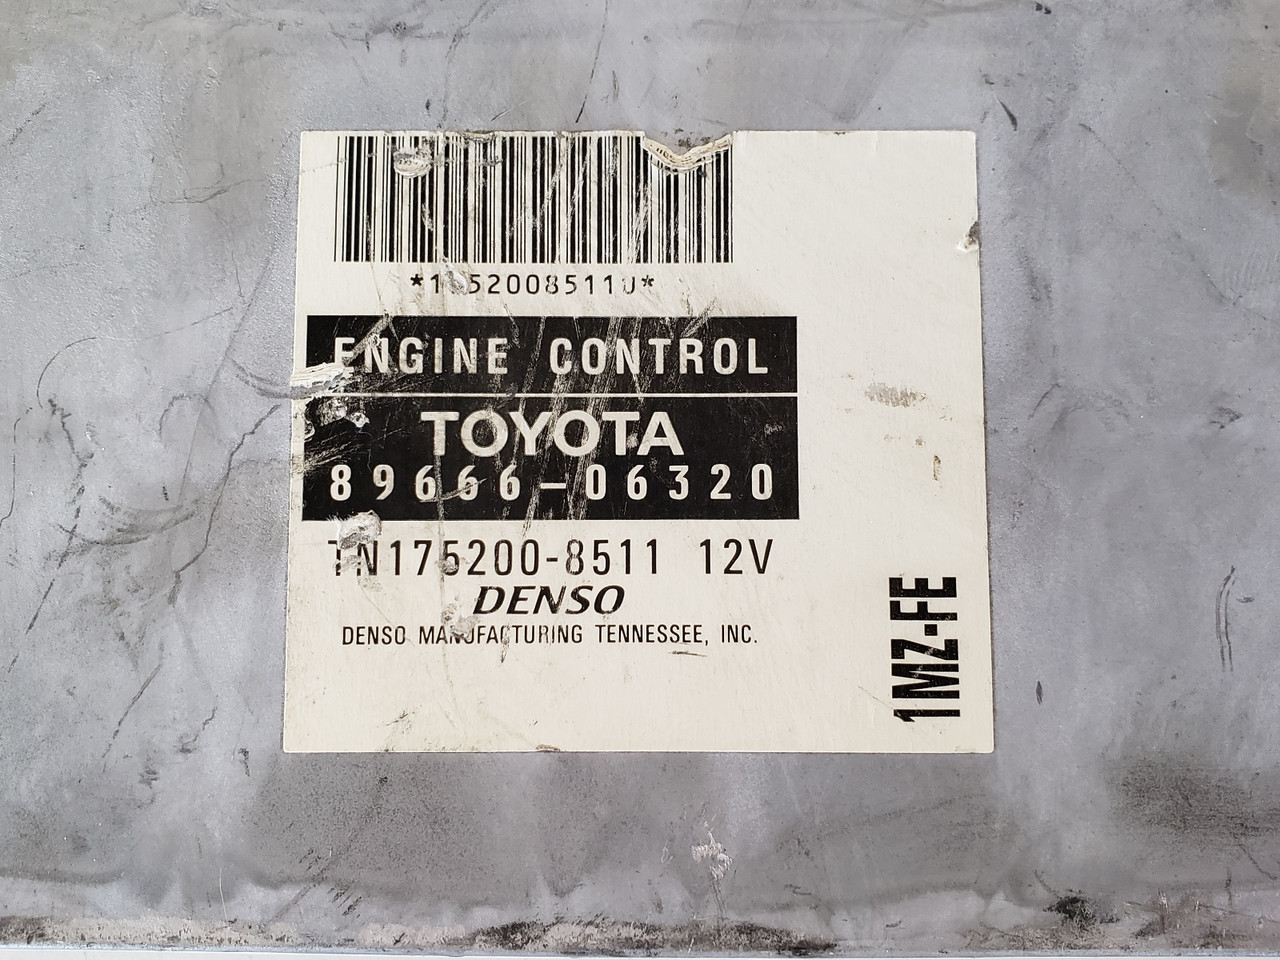 ENGINE CONTROL
TOYOTA
89666-06320
TN175200-8511 12V
DENSO
DENSO MANUFACTURING TENNESSEE, INC.
1MZ-FE